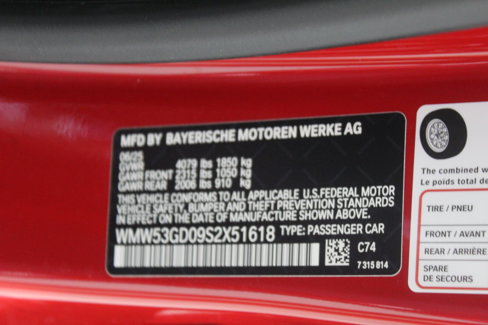 MFD BY BAYERISCHE MOTOREN WERKE AG
06/25
GVWR 4079 lbs 1850 kg
GAWR FRONT 2315 lbs 1050 kg
GAWR REAR 2006 lbs 910 kg
THIS VEHICLE CONFORMS TO ALL APPLICABLE U.S.FEDERAL MOTOR
VEHICLE SAFETY, BUMPER AND THEFT PREVENTION STANDARDS
IN EFFECT ON THE DATE OF MANUFACTURE SHOWN ABOVE.
WMW53GD09S2X51618 TYPE: PASSENGER CAR
C74
7 315 814
The combined w
Le poids total de
TIRE / PNEU
FRONT / AVANT
REAR / ARRIÈRE
SPARE
DE SECOURS